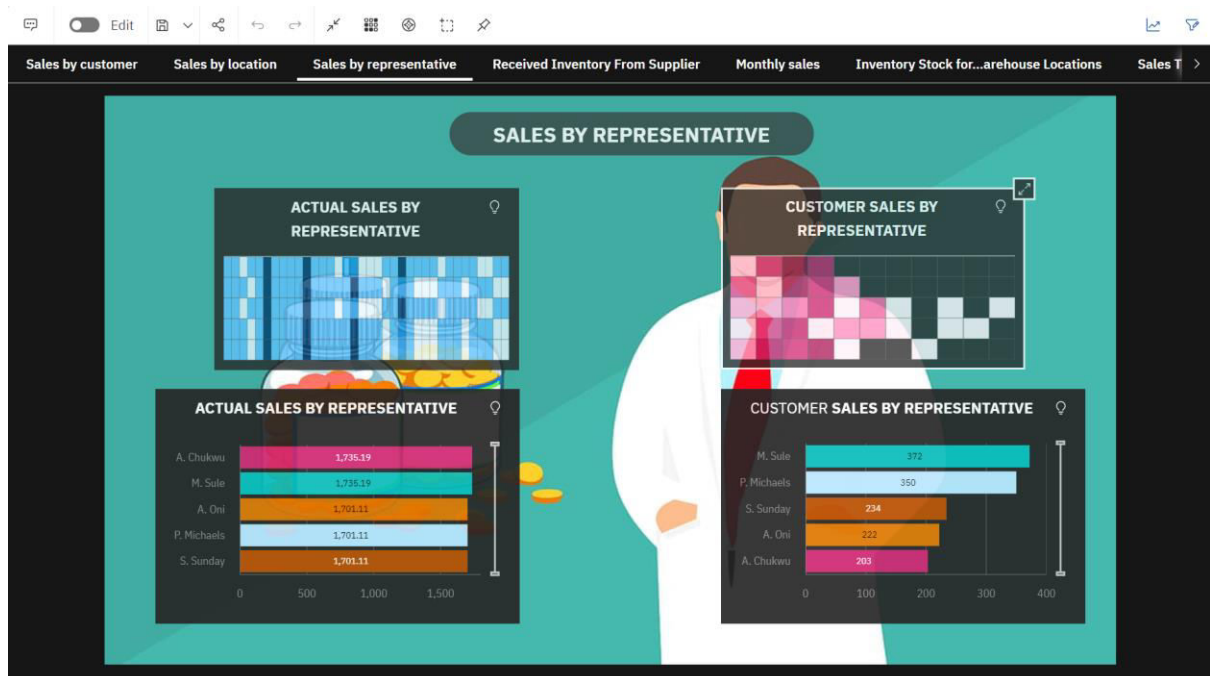 Edit
Sales by customer Sales by location Sales by representative Received Inventory From Supplier Monthly sales Inventory Stock for...arehouse Locations Sales T
SALES BY REPRESENTATIVE
ACTUAL SALES BY
REPRESENTATIVE
CUSTOMER SALES BY
REPRESENTATIVE
ACTUAL SALES BY REPRESENTATIVE
A. Chukwu 1,735.19
M. Sule 1,735.19
A. Oni 1,701.11
P. Michaels 1,701.11
S. Sunday 1,701.11
0 500 1,000 1,500
CUSTOMER SALES BY REPRESENTATIVE
M. Sule 372
P. Michaels 350
S. Sunday 234
A. Oni 222
A. Chukwu 203
0 100 200 300 400